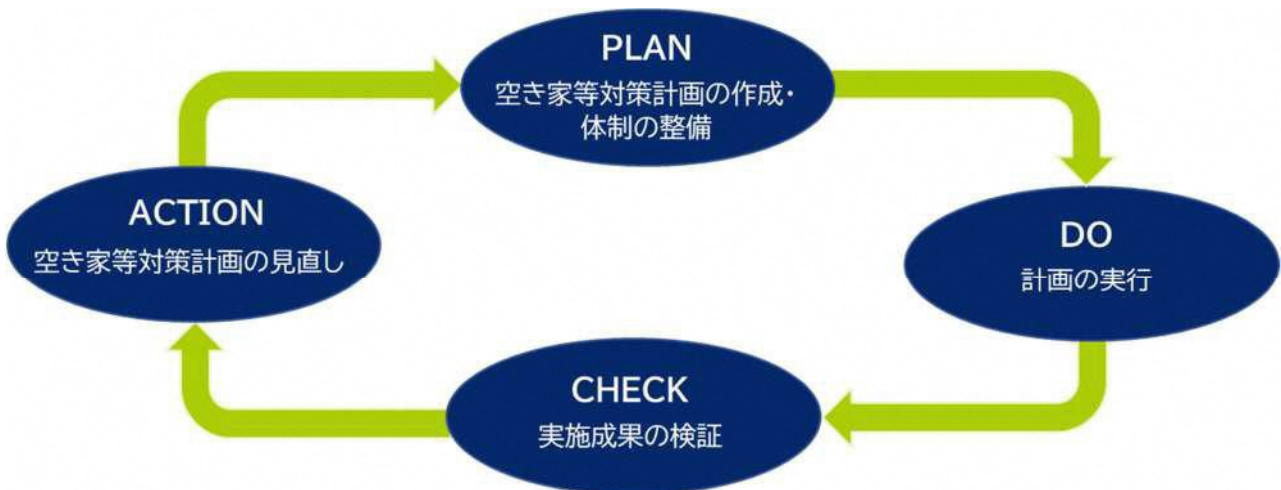 PLAN
空き家等対策計画の作成・
体制の整備
ACTION
空き家等対策計画の見直し
DO
計画の実行
CHECK
実施成果の検証